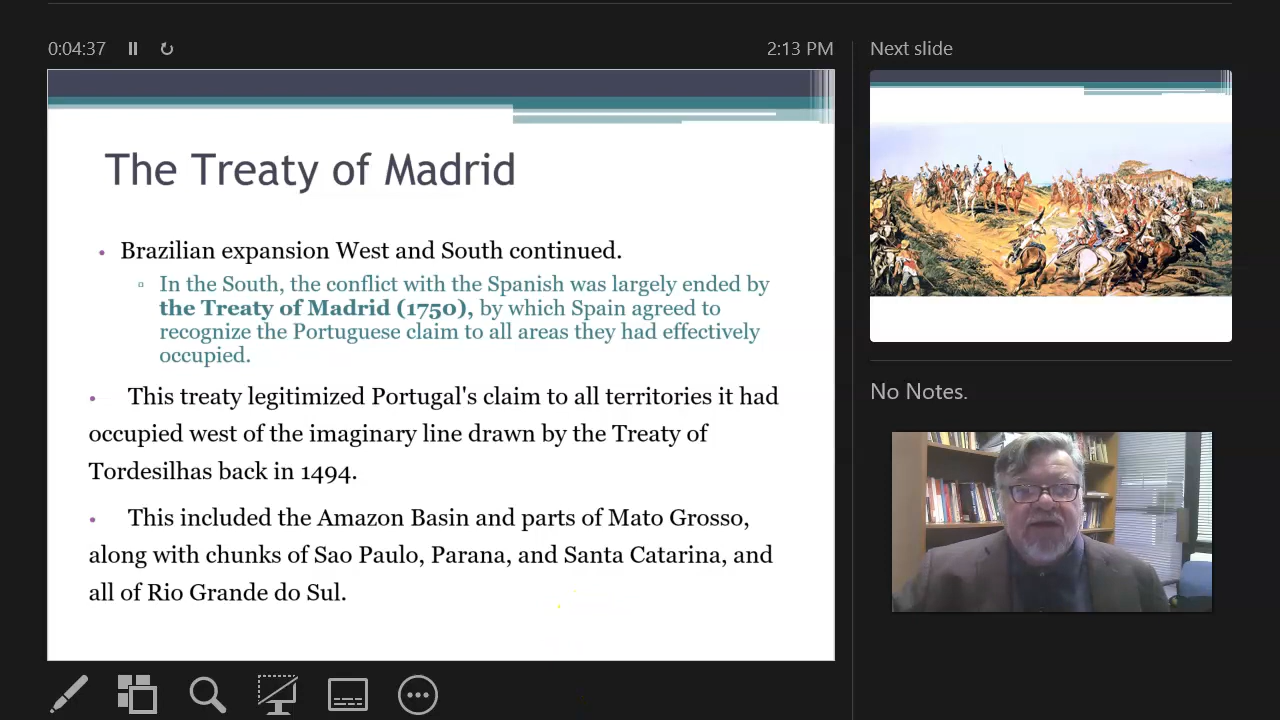 0:04:37
2:13 PM
Next slide
The Treaty of Madrid
• Brazilian expansion West and South continued.
▫ In the South, the conflict with the Spanish was largely ended by
the Treaty of Madrid (1750), by which Spain agreed to
recognize the Portuguese claim to all areas they had effectively
occupied.
• This treaty legitimized Portugal's claim to all territories it had
occupied west of the imaginary line drawn by the Treaty of
Tordesilhas back in 1494.
• This included the Amazon Basin and parts of Mato Grosso,
along with chunks of Sao Paulo, Parana, and Santa Catarina, and
all of Rio Grande do Sul.
No Notes.